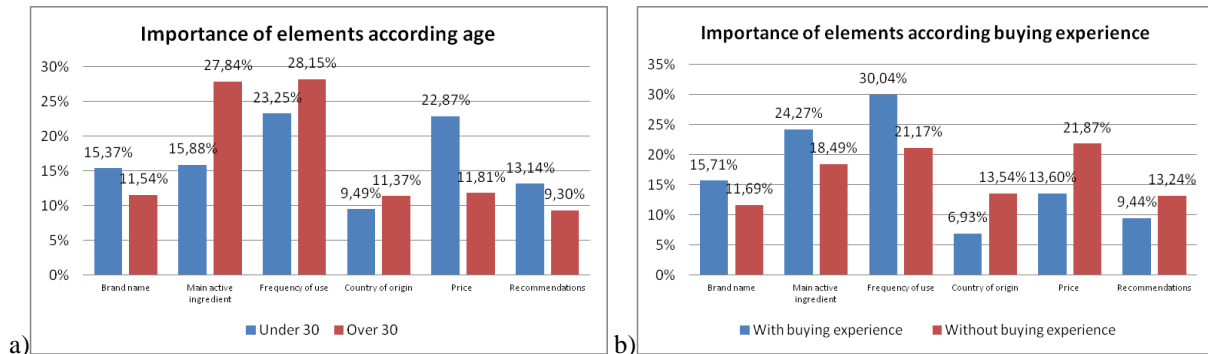 Importance of elements according age
30%
25%
20%
15%
10%
5%
0%
15,37%
11,54%
15,88%
27,84%
23,25%
28,15%
9,49%
11,37%
22,87%
11,81%
13,14%
9,30%
Brand name
Main active
ingredient
Frequency of use
Country of origin
Price
Recommendations
Under 30
Over 30
a)
Importance of elements according buying experience
35%
30%
25%
20%
15%
10%
5%
0%
15,71%
11,69%
24,27%
18,49%
30,04%
21,17%
6,93%
13,54%
13,60%
21,87%
9,44%
13,24%
Brand name
Main active
ingredient
Frequency of use
Country of origin
Price
Recommendations
With buying experience
Without buying experience
b)